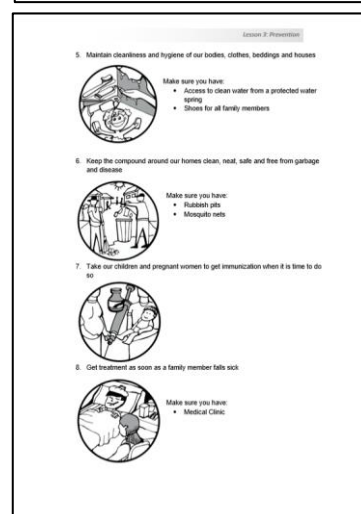 Lesson 3: Prevention
5. Maintain cleanliness and hygiene of our bodies, clothes, beddings and houses
Make sure you have:
• Access to clean water from a protected water
spring
• Shoes for all family members
6. Keep the compound around our homes clean, neat, safe and free from garbage
and disease
Make sure you have:
• Rubbish pits
• Mosquito nets
7. Take our children and pregnant women to get immunization when it is time to do
so
8. Get treatment as soon as a family member falls sick
Make sure you have:
• Medical Clinic